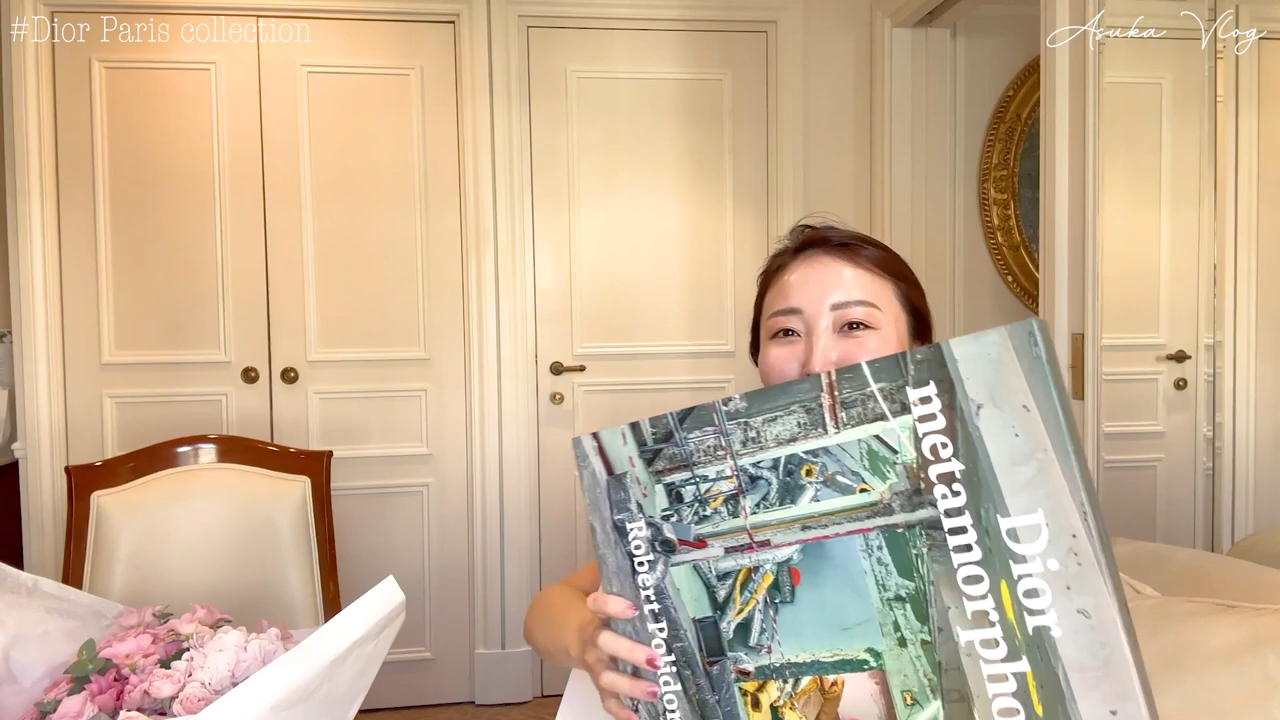 #Dior Paris collection
Asuka Vlog
Dior
metamorpho
Robert Polidor